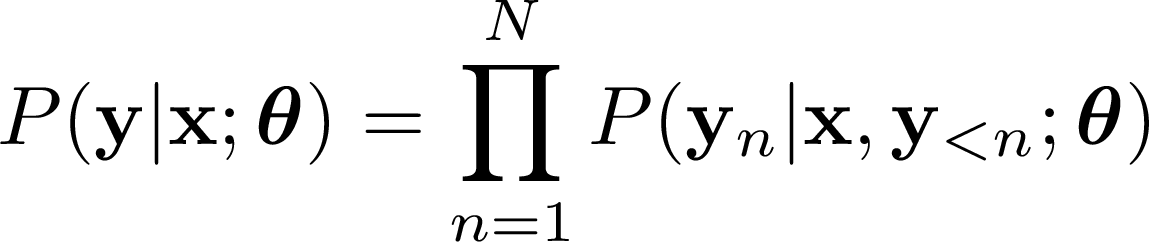 P(𝐲|𝐱; 𝜽) = ∏_{n=1}^{N} P(𝐲_n|𝐱, 𝐲_{<n}; 𝜽)